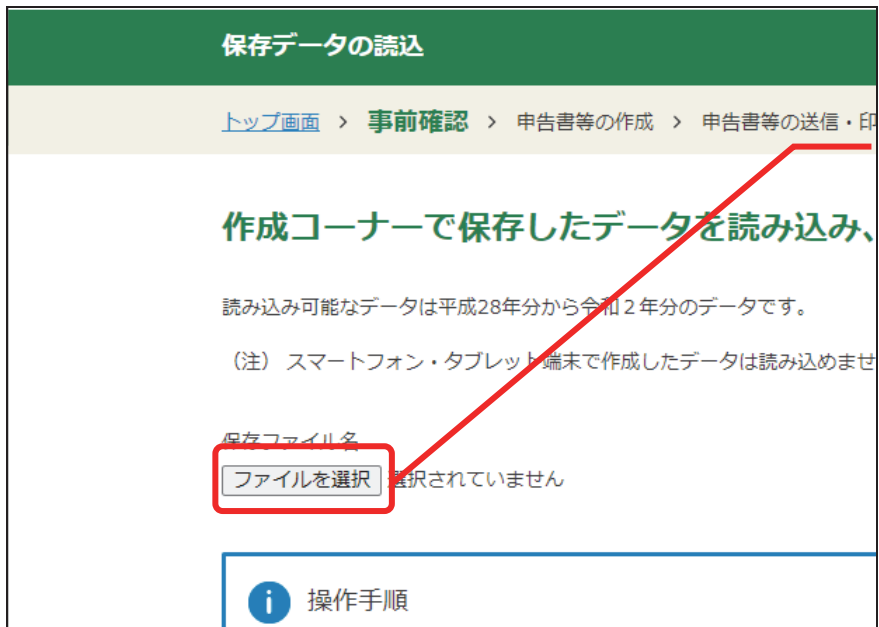 保存データの読込
トップ画面 > 事前確認 > 申告書等の作成 > 申告書等の送信・印
作成コーナーで保存したデータを読み込み、
読み込み可能なデータは平成28年分から令和２年分のデータです。
（注） スマートフォン・タブレット端末で作成したデータは読み込めませ
保存ファイル名
ファイルを選択 選択されていません
操作手順